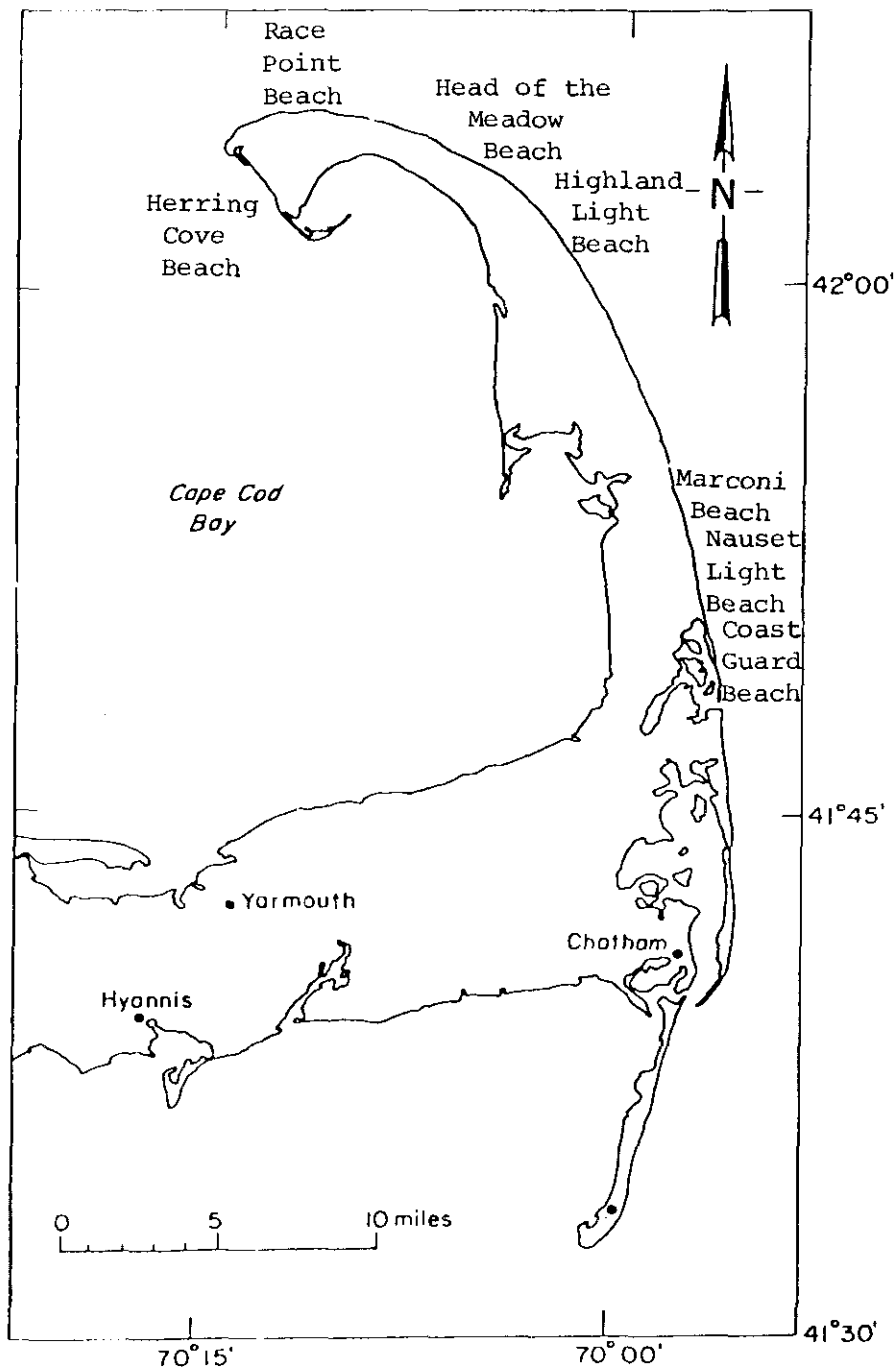 Race
Point
Beach
Head of the
Meadow
Beach
Highland
Light
Beach
N
Herring
Cove
Beach
42°00'
Cape Cod
Bay
Marconi
Beach
Nauset
Light
Beach
Coast
Guard
Beach
41°45'
Yarmouth
Chatham
Hyannis
0 5 10 miles
41°30'
70°15' 70°00'